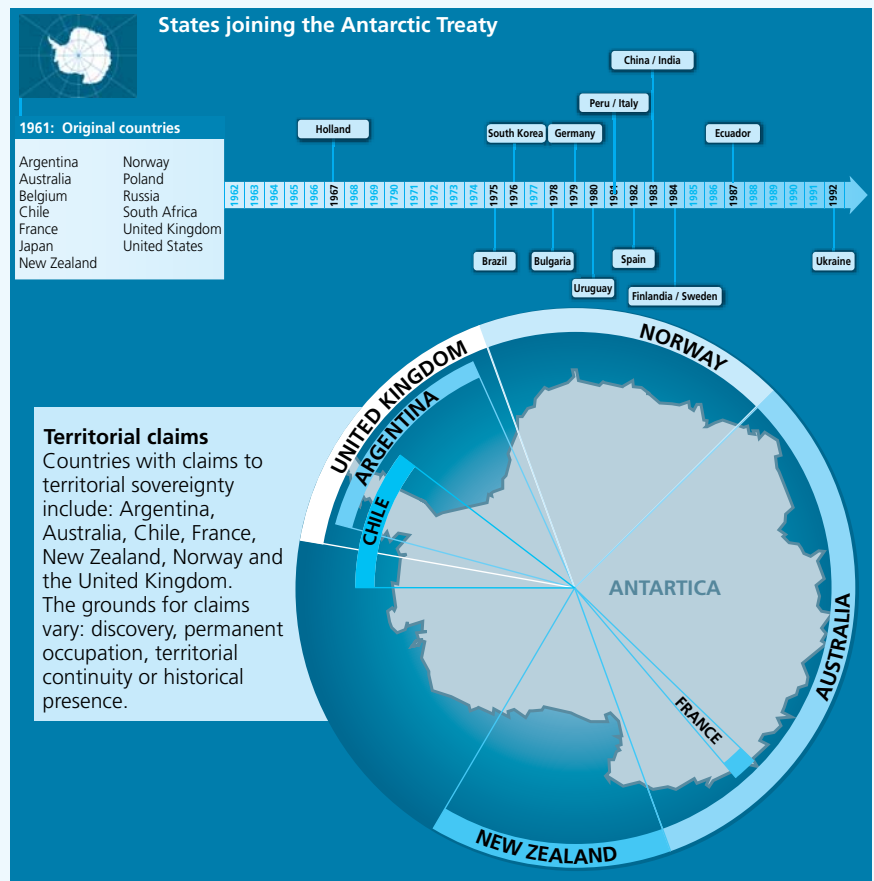 States joining the Antarctic Treaty
1961: Original countries
Argentina
Australia
Belgium
Chile
France
Japan
New Zealand
Norway
Poland
Russia
South Africa
United Kingdom
United States
China / India
Peru / Italy
Holland
South Korea
Germany
Ecuador
1962
1963
1964
1965
1966
1967
1968
1969
1790
1971
1972
1973
1974
1975
1976
1977
1978
1979
1980
1981
1982
1983
1984
1985
1986
1987
1988
1989
1990
1991
1992
Brazil
Bulgaria
Uruguay
Spain
Finlandia / Sweden
Ukraine
Territorial claims
Countries with claims to
territorial sovereignty
include: Argentina,
Australia, Chile, France,
New Zealand, Norway and
the United Kingdom.
The grounds for claims
vary: discovery, permanent
occupation, territorial
continuity or historical
presence.
UNITED KINGDOM
ARGENTINA
CHILE
NORWAY
ANTARTICA
AUSTRALIA
FRANCE
NEW ZEALAND